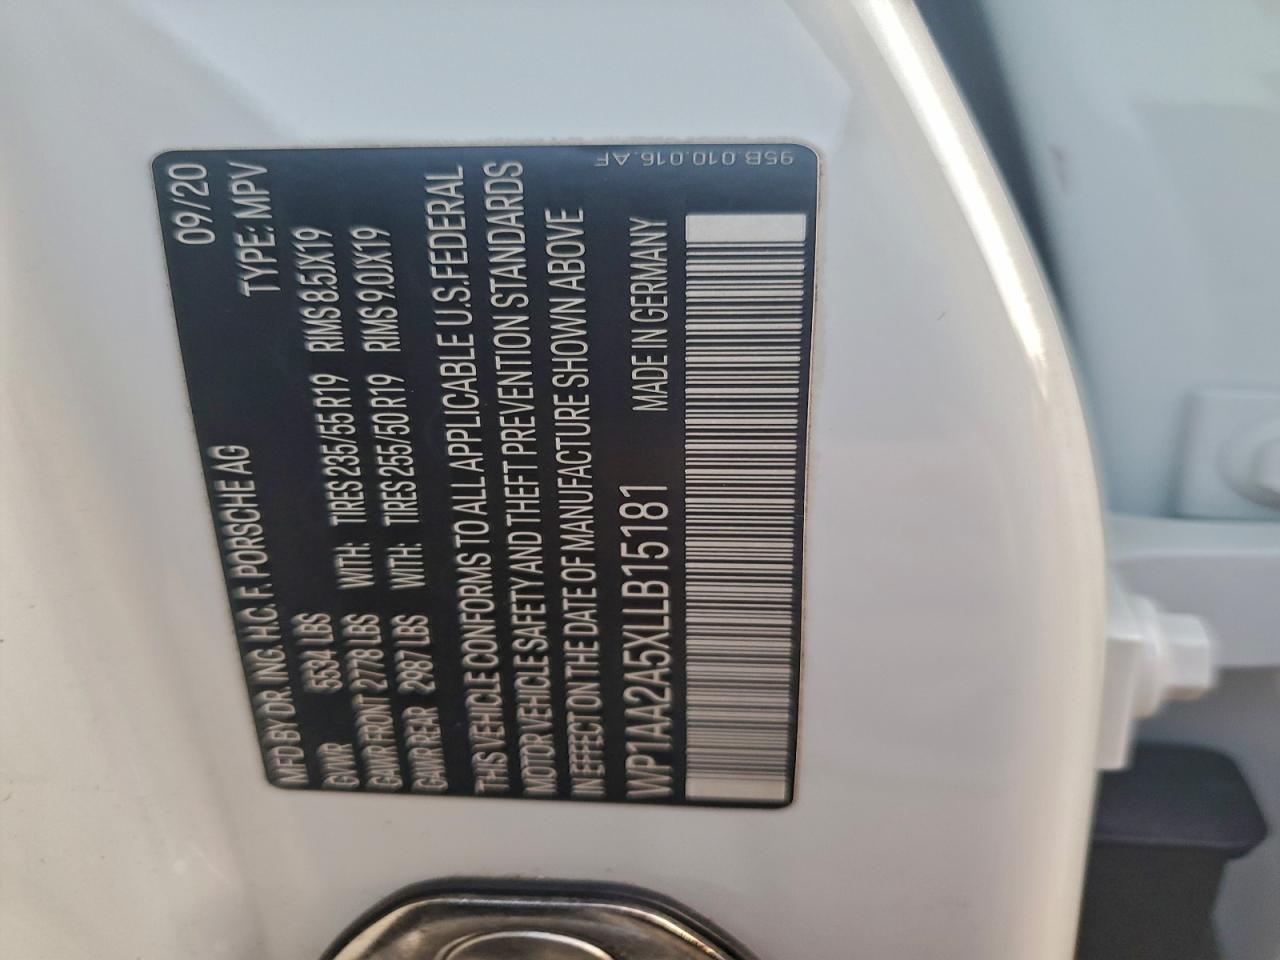 MFD BY DR. ING. H.C. F. PORSCHE AG 09/20
GVWR 5534 LBS TYPE: MPV
GAWR FRONT 2778 LBS WITH: TIRES 235/55 R19 RIMS 8.5JX19
GAWR REAR 2987 LBS WITH: TIRES 255/50 R19 RIMS 9.0JX19
THIS VEHICLE CONFORMS TO ALL APPLICABLE U.S. FEDERAL
MOTOR VEHICLE SAFETY AND THEFT PREVENTION STANDARDS
IN EFFECT ON THE DATE OF MANUFACTURE SHOWN ABOVE
WP1AA2A5XLLB15181 MADE IN GERMANY
95B.010.016.AF